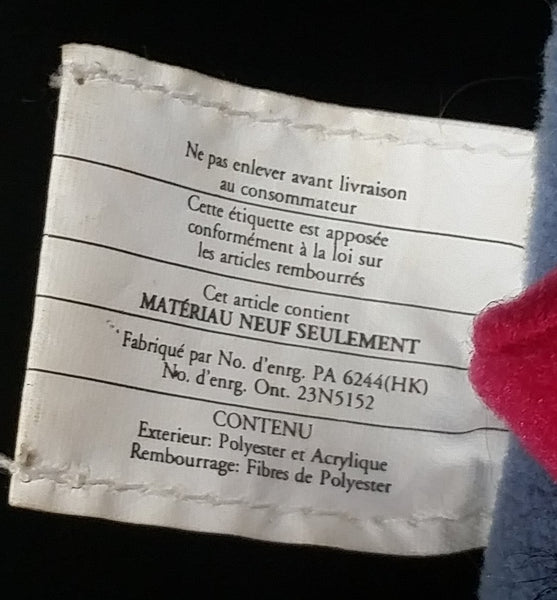 Ne pas enlever avant livraison
au consommateur
Cette étiquette est apposée
conformément à la loi sur
les articles rembourrés
Cet article contient
MATÉRIAU NEUF SEULEMENT
Fabriqué par No. d'enrg. PA 6244(HK)
No. d'enrg. Ont. 23N5152
CONTENU
Exterieur: Polyester et Acrylique
Rembourrage: Fibres de Polyester